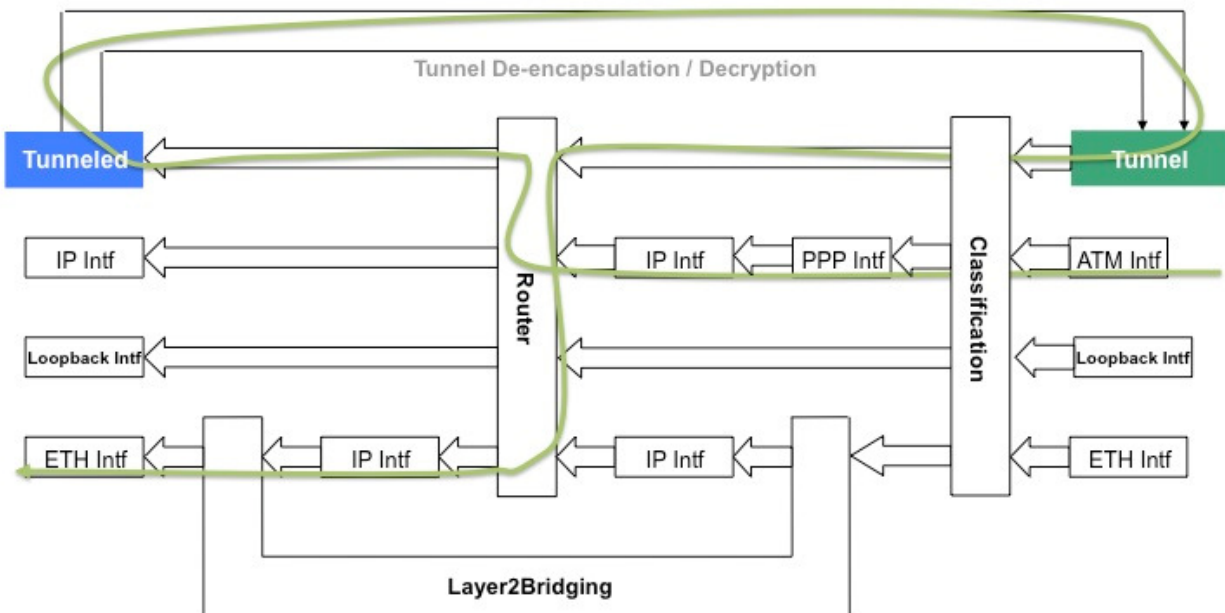 Tunnel De-encapsulation / Decryption
Tunneled
Tunnel
IP Intf
IP Intf
PPP Intf
ATM Intf
Router
Classification
Loopback Intf
Loopback Intf
ETH Intf
IP Intf
IP Intf
ETH Intf
Layer2Bridging